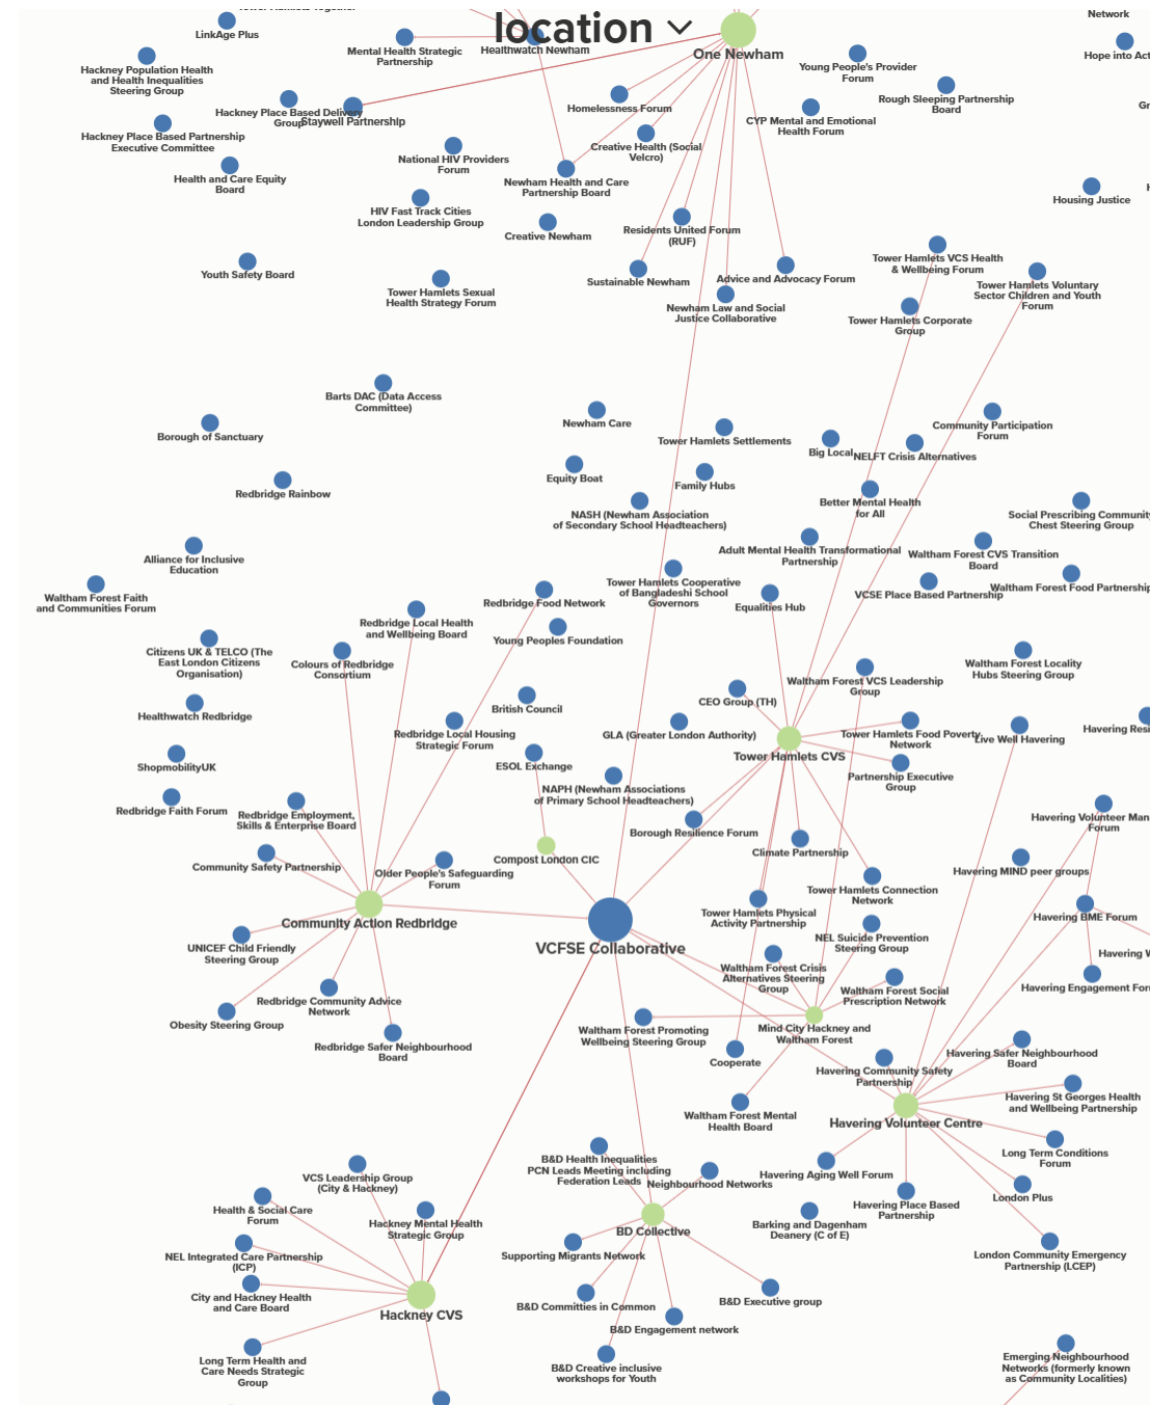 location
LinkAge Plus
Mental Health Strategic
Partnership
Healthwatch Newham
One Newham
Network
Hope into Act
Hackney Population Health
and Health Inequalities
Steering Group
Young People's Provider
Forum
Rough Sleeping Partnership
Board
Hackney Place Based Delivery
Group
Staywell Partnership
Homelessness Forum
CYP Mental and Emotional
Health Forum
Gr
Hackney Place Based Partnership
Executive Committee
National HIV Providers
Forum
Creative Health (Social
Velcro)
Health and Care Equity
Board
Newham Health and Care
Partnership Board
Housing Justice
HIV Fast Track Cities
London Leadership Group
Creative Newham
Residents United Forum
(RUF)
Youth Safety Board
Tower Hamlets Sexual
Health Strategy Forum
Sustainable Newham
Advice and Advocacy Forum
Tower Hamlets VCS Health
& Wellbeing Forum
Tower Hamlets Voluntary
Sector Children and Youth
Forum
Newham Law and Social
Justice Collaborative
Tower Hamlets Corporate
Group
Barts DAC (Data Access
Committee)
Borough of Sanctuary
Newham Care
Tower Hamlets Settlements
Big Local
NELFT Crisis Alternatives
Community Participation
Forum
Redbridge Rainbow
Equity Boat
Family Hubs
NASH (Newham Association
of Secondary School Headteachers)
Better Mental Health
for All
Social Prescribing Community
Chest Steering Group
Alliance for Inclusive
Education
Adult Mental Health Transformational
Partnership
Waltham Forest CVS Transition
Board
Waltham Forest Faith
and Communities Forum
Redbridge Food Network
Tower Hamlets Cooperative
of Bangladeshi School
Governors
Equalities Hub
VCSE Place Based Partnership
Waltham Forest Food Partnership
Redbridge Local Health
and Wellbeing Board
Young Peoples Foundation
Citizens UK & TELCO (The
East London Citizens
Organisation)
Colours of Redbridge
Consortium
Waltham Forest VCS Leadership
Group
Waltham Forest Locality
Hubs Steering Group
Healthwatch Redbridge
British Council
CEO Group (TH)
Redbridge Local Housing
Strategic Forum
GLA (Greater London Authority)
Tower Hamlets CVS
Tower Hamlets Food Poverty
Network
Live Well Havering
Havering Resi
ShopmobilityUK
ESOL Exchange
Partnership Executive
Group
Redbridge Faith Forum
Redbridge Employment,
Skills & Enterprise Board
NAPH (Newham Associations
of Primary School Headteachers)
Borough Resilience Forum
Havering Volunteer Man
Forum
Community Safety Partnership
Older People's Safeguarding
Forum
Compost London CIC
Climate Partnership
Havering MIND peer groups
Tower Hamlets Connection
Network
Community Action Redbridge
VCFSE Collaborative
Tower Hamlets Physical
Activity Partnership
NEL Suicide Prevention
Steering Group
Havering BME Forum
UNICEF Child Friendly
Steering Group
Waltham Forest Crisis
Alternatives Steering
Group
Havering W
Redbridge Community Advice
Network
Waltham Forest Social
Prescription Network
Havering Engagement For
Obesity Steering Group
Redbridge Safer Neighbourhood
Board
Waltham Forest Promoting
Wellbeing Steering Group
Mind City Hackney and
Waltham Forest
Cooperate
Havering Community Safety
Partnership
Havering Safer Neighbourhood
Board
Havering St Georges Health
and Wellbeing Partnership
Waltham Forest Mental
Health Board
Havering Volunteer Centre
Long Term Conditions
Forum
B&D Health Inequalities
PCN Leads Meeting including
Federation Leads
Neighbourhood Networks
Havering Aging Well Forum
VCS Leadership Group
(City & Hackney)
London Plus
Health & Social Care
Forum
Hackney Mental Health
Strategic Group
Havering Place Based
Partnership
BD Collective
Barking and Dagenham
Deanery (C of E)
NEL Integrated Care Partnership
(ICP)
Supporting Migrants Network
London Community Emergency
Partnership (LCEP)
City and Hackney Health
and Care Board
Hackney CVS
B&D Committies in Common
B&D Executive group
B&D Engagement network
Long Term Health and
Care Needs Strategic
Group
B&D Creative inclusive
workshops for Youth
Emerging Neighbourhood
Networks (formerly known
as Community Localities)